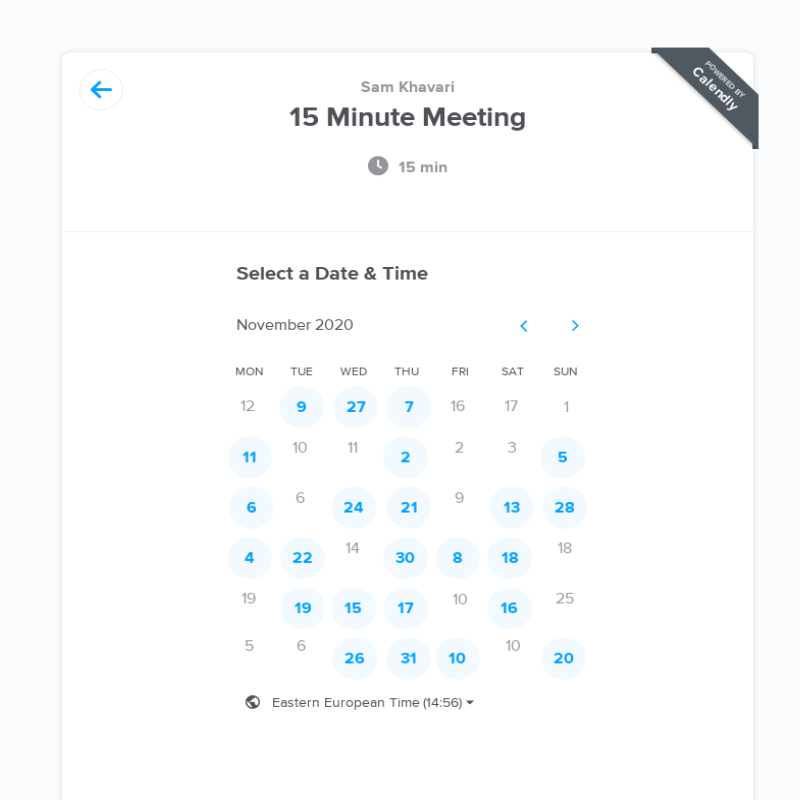 POWERED BY
Calendly
Sam Khavari
15 Minute Meeting
15 min
Select a Date & Time
November 2020
MON TUE WED THU FRI SAT SUN
12 9 27 7 16 17 1
11 10 11 2 2 3 5
6 6 24 21 9 13 28
4 22 14 30 8 18 18
19 19 15 17 10 16 25
5 6 26 31 10 10 20
Eastern European Time (14:56)